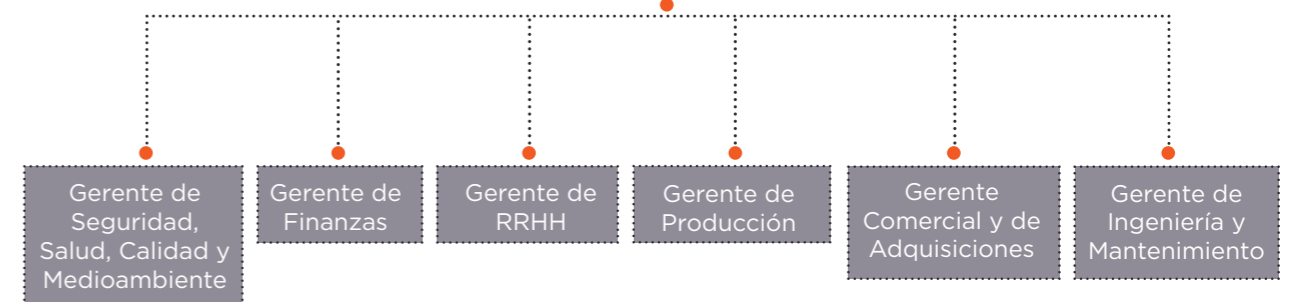 Gerente de
Seguridad,
Salud, Calidad y
Medioambiente
Gerente de
Finanzas
Gerente de
RRHH
Gerente de
Producción
Gerente
Comercial y de
Adquisiciones
Gerente de
Ingeniería y
Mantenimiento